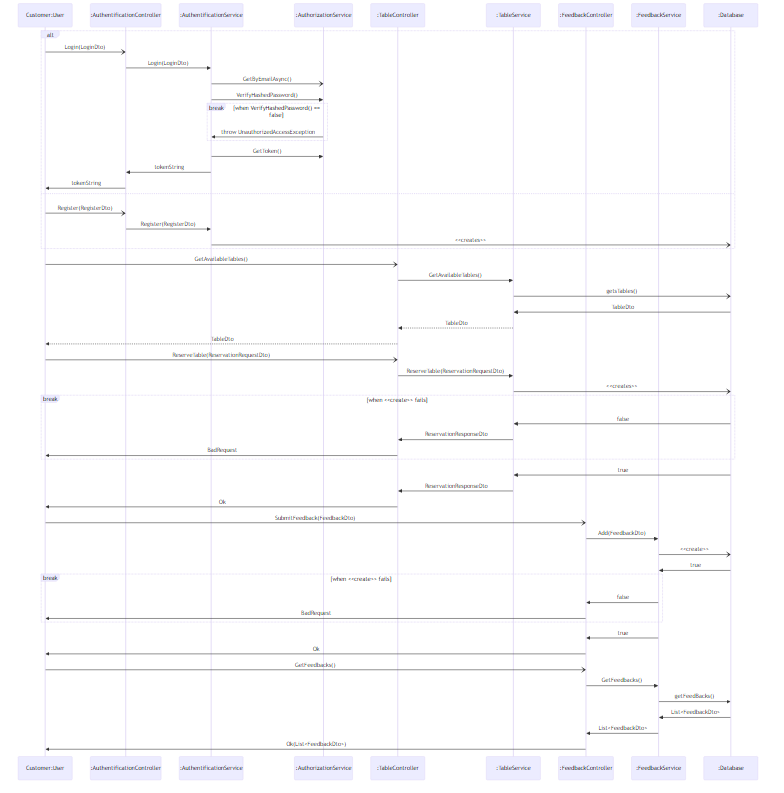 Customer:User :AuthentificationController :AuthentificationService :AuthorizationService :TableController :TableService :FeedbackController :FeedbackService :Database
alt
Login(LoginDto)
Login(LoginDto)
GetByEmailAsync()
VerifyHashedPassword()
break [when VerifyHashedPassword() ==
false]
Throw UnauthorizedAccessException
GetToken()
tokenString
tokenString
Register(RegisterDto)
Register(RegisterDto)
<<creates>>
GetAvailableTables()
GetAvailableTables()
getsTables()
TableDto
TableDto
TableDto
ReserveTable(ReservationRequestDto)
ReserveTable(ReservationRequestDto)
<<creates>>
break [when <<create>> fails]
false
ReservationResponseDto
BadRequest
true
ReservationResponseDto
Ok
SubmitFeedback(FeedbackDto)
Add(FeedbackDto)
<<create>>
true
break [when <<create>> fails]
false
BadRequest
true
Ok
GetFeedbacks()
GetFeedbacks()
getFeedBacks()
List<FeedbackDto>
List<FeedbackDto>
Ok(List<FeedbackDto>)
Customer:User :AuthentificationController :AuthentificationService :AuthorizationService :TableController :TableService :FeedbackController :FeedbackService :Database